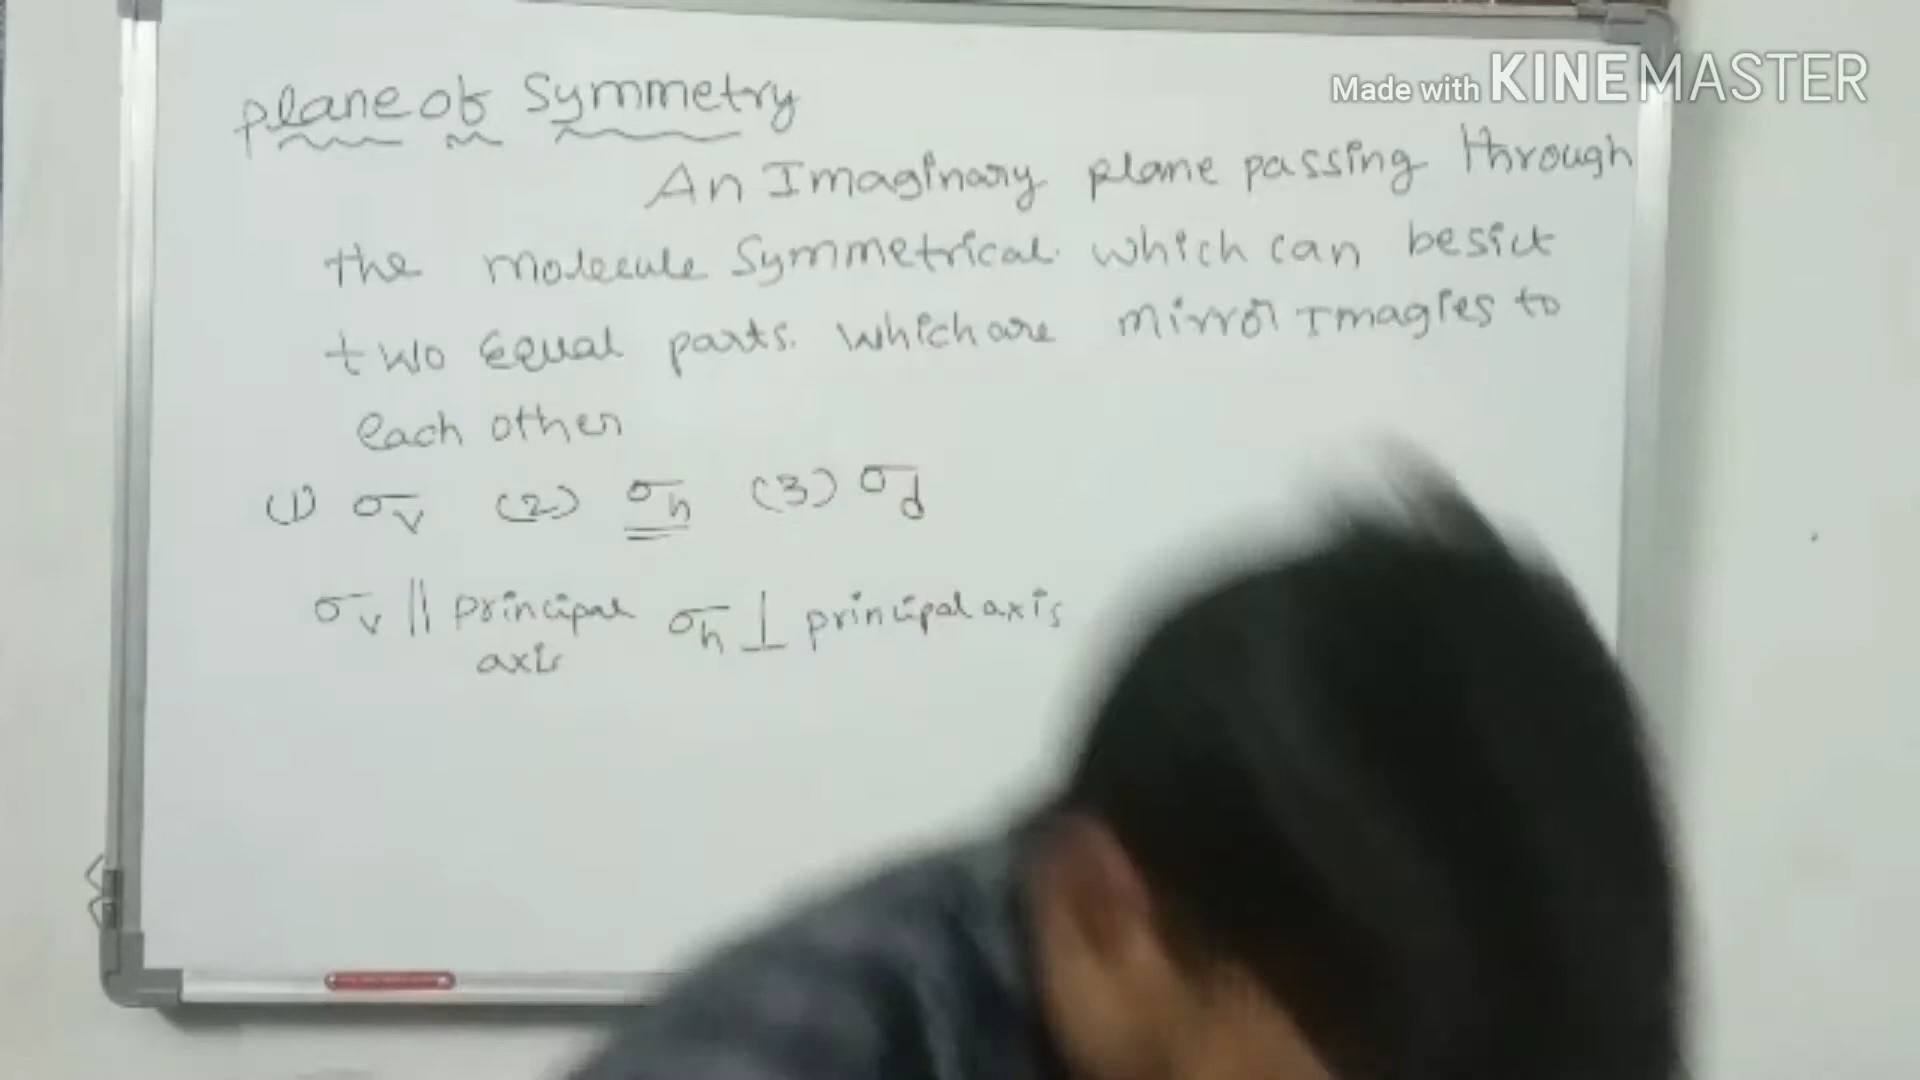 Made with KINEMASTER
plane of Symmetry
An Imaginary plane passing through
the molecule Symmetrical. which can besict
two Equal parts. which are mirror Imagies to
each other
(1) σv (2) σh (3) σd
σv || principal axis σh ⊥ principal axis